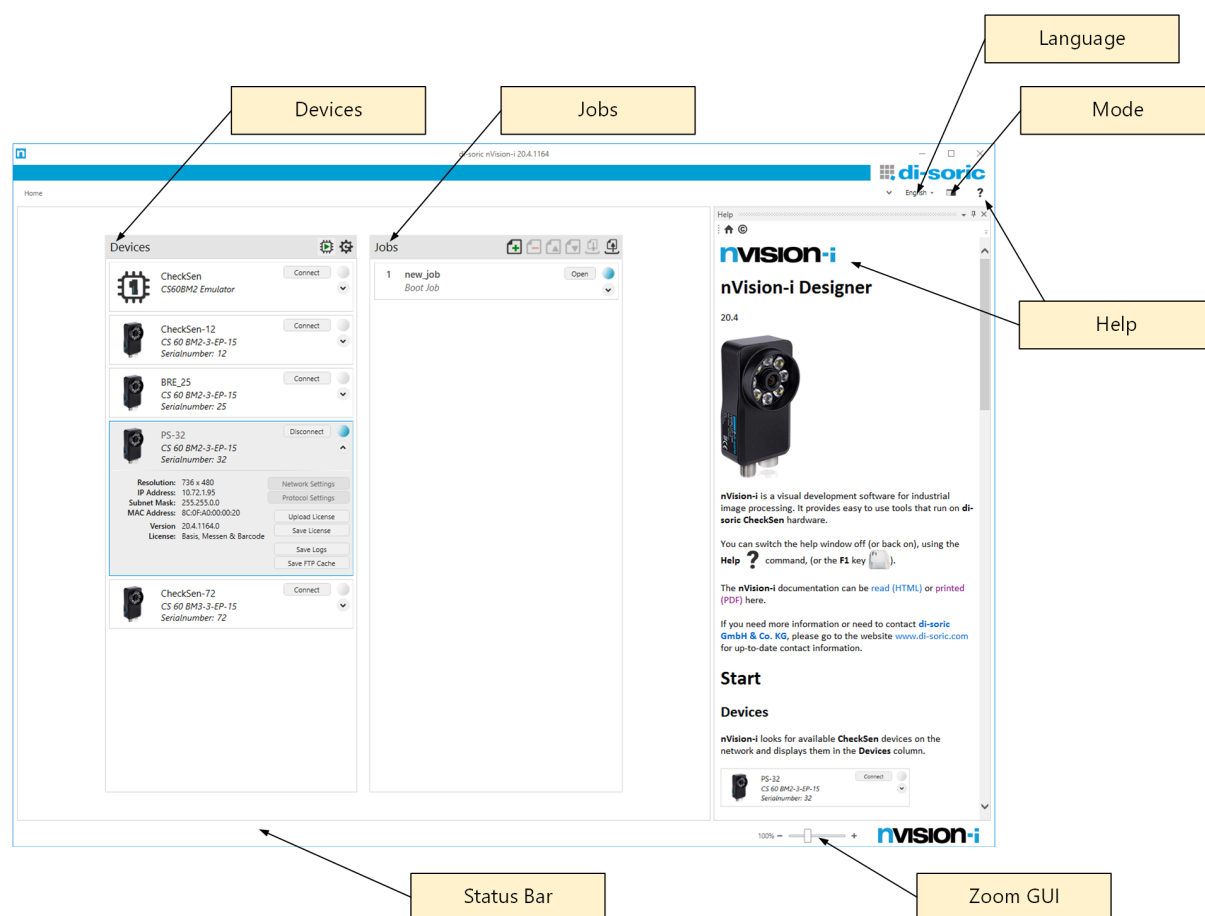 Language
Devices
Jobs
Mode
di-soric nVision-i 20.4.1164
di-soric
Home
English
?
Help
Devices
Jobs
nVISION-i
CheckSen
CS60BM2 Emulator
Connect
1 new_job
Boot Job
Open
nVision-i Designer
20.4
CheckSen-12
CS 60 BM2-3-EP-15
Serialnumber: 12
Connect
Help
BRE_25
CS 60 BM2-3-EP-15
Serialnumber: 25
Connect
PS-32
CS 60 BM2-3-EP-15
Serialnumber: 32
Disconnect
Resolution: 736 x 480
IP Address: 10.72.1.95
Subnet Mask: 255.255.0.0
MAC Address: 8C:0F:A0:00:00:20
Version 20.4.1164.0
License: Basis, Messen & Barcode
Network Settings
Protocol Settings
Upload License
Save License
Save Logs
Save FTP Cache
CheckSen-72
CS 60 BM3-3-EP-15
Serialnumber: 72
Connect
nVision-i is a visual development software for industrial
image processing. It provides easy to use tools that run on di-
soric CheckSen hardware.
You can switch the help window off (or back on), using the
Help ? command, (or the F1 key F1 ).
The nVision-i documentation can be read (HTML) or printed
(PDF) here.
If you need more information or need to contact di-soric
GmbH & Co. KG, please go to the website www.di-soric.com
for up-to-date contact information.
Start
Devices
nVision-i looks for available CheckSen devices on the
network and displays them in the Devices column.
PS-32
CS 60 BM2-3-EP-15
Serialnumber: 32
Connect
100% − +
nVISION-i
Status Bar
Zoom GUI